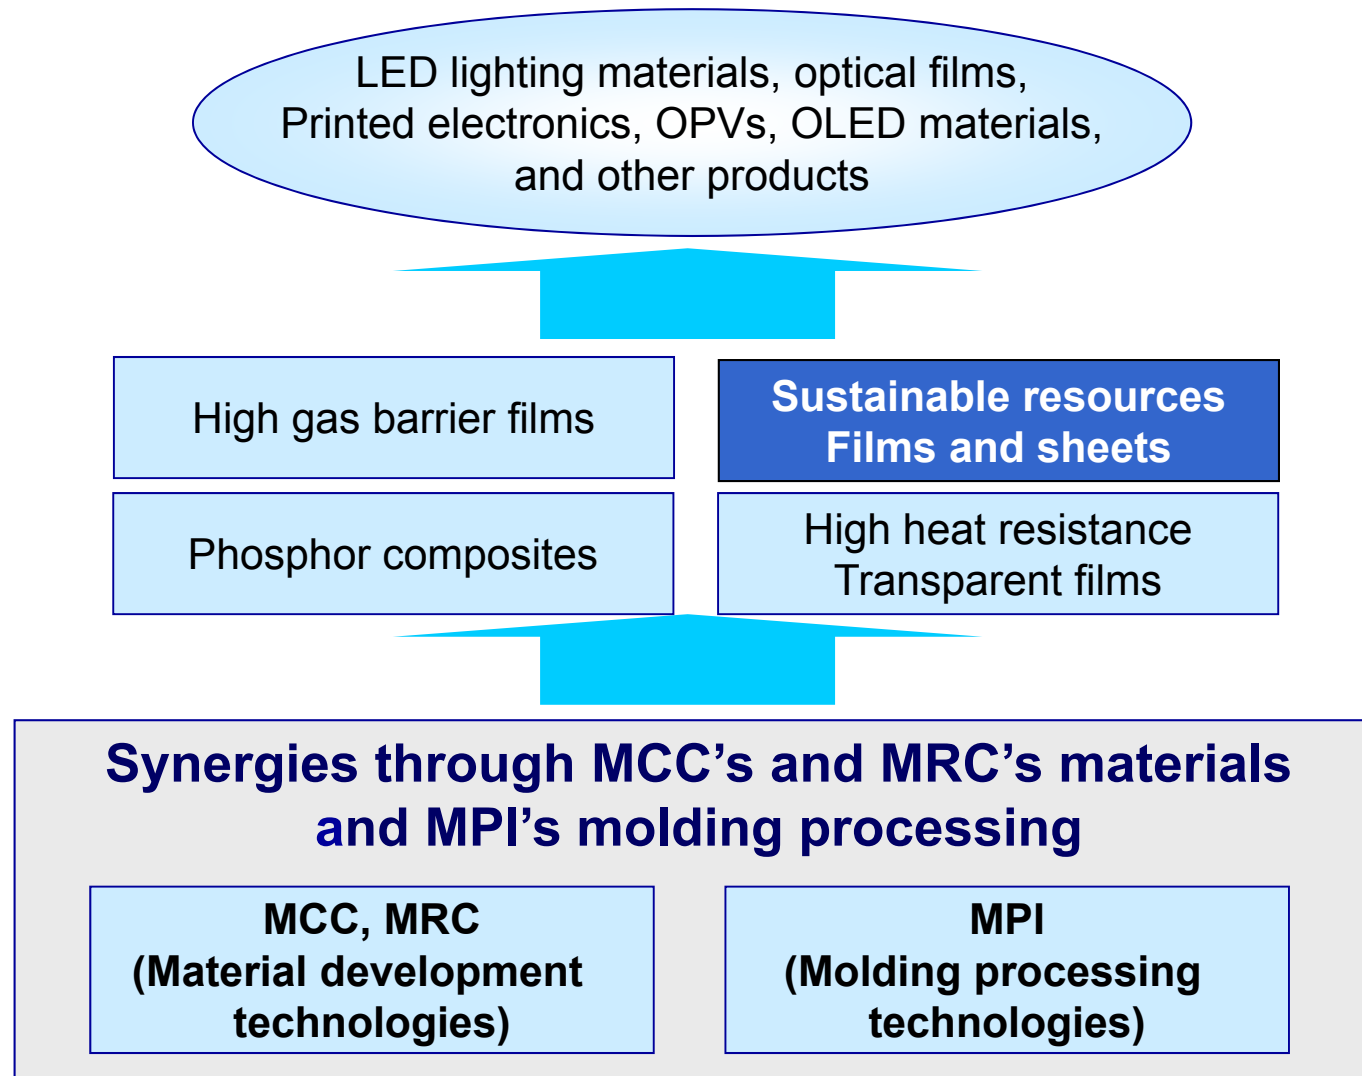 LED lighting materials, optical films,
Printed electronics, OPVs, OLED materials,
and other products
High gas barrier films
Sustainable resources
Films and sheets
Phosphor composites
High heat resistance
Transparent films
Synergies through MCC’s and MRC’s materials
and MPI’s molding processing
MCC, MRC
(Material development
technologies)
MPI
(Molding processing
technologies)